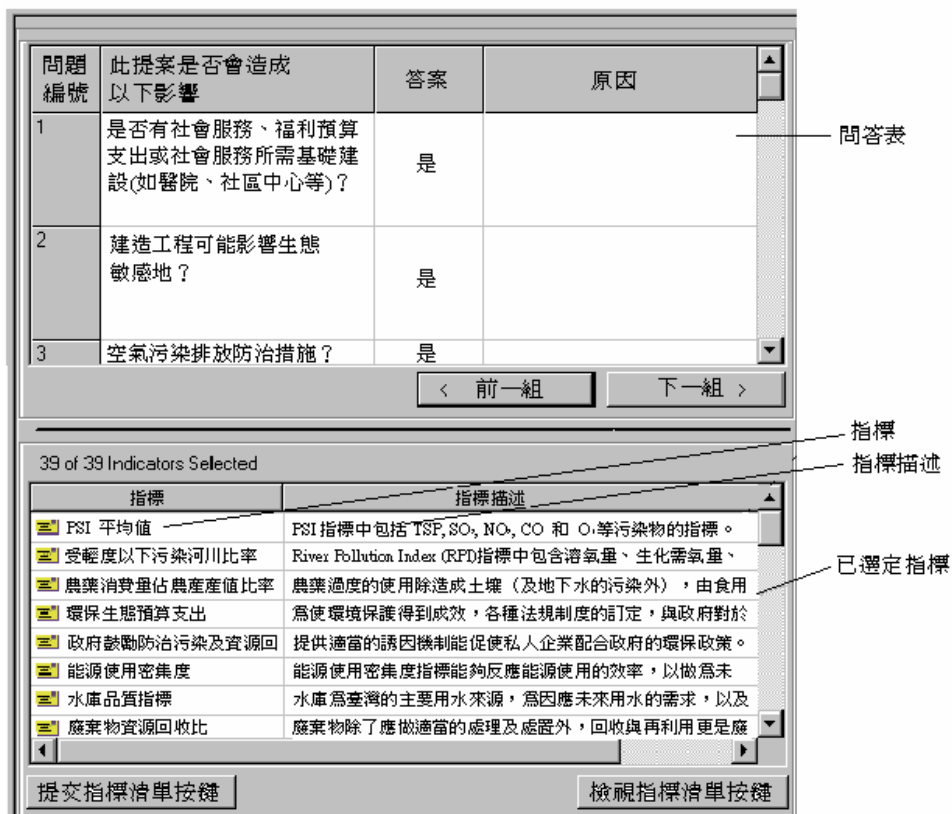 問題編號
此提案是否會造成
以下影響
答案
原因
1
是否有社會服務、福利預算
支出或社會服務所需基礎建
設(如醫院、社區中心等)？
是
2
建造工程可能影響生態
敏感地？
是
3
空氣污染排放防治措施？
是
< 前一組
下一組 >
問答表
39 of 39 Indicators Selected
指標
指標描述
PSI 平均值
PSI指標中包括 TSP, SO₂, NO₂, CO 和 O₃等污染物的指標。
受輕度以下污染河川比率
River Pollution Index (RPI)指標中包含溶氧量、生化需氧量、
農藥消費量佔農產產值比率
農藥過度的使用除造成土壤（及地下水的污染外），由食用
環保生態預算支出
為使環境保護得到成效，各種法規制度的訂定，與政府對於
政府鼓勵防治污染及資源回
提供適當的誘因機制能促使私人企業配合政府的環保政策。
能源使用密集度
能源使用密集度指標能夠反應能源使用的效率，以做為未
水庫品質指標
水庫為臺灣的主要用水來源，為因應未來用水的需求，以及
廢棄物資源回收比
廢棄物除了應做適當的處理及處置外，回收與再利用更是廢
指標
指標描述
已選定指標
提交指標清單按鍵
檢視指標清單按鍵